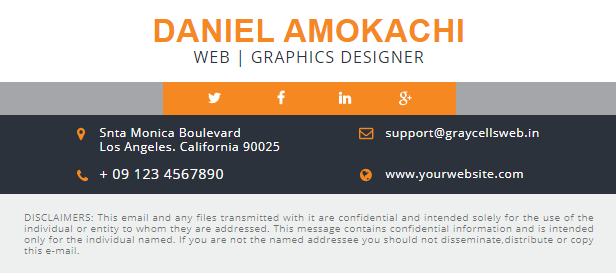 DANIEL AMOKACHI
WEB | GRAPHICS DESIGNER
Snta Monica Boulevard
Los Angeles. California 90025
support@graycellsweb.in
+ 09 123 4567890
www.yourwebsite.com
DISCLAIMERS: This email and any files transmitted with it are confidential and intended solely for the use of the
individual or entity to whom they are addressed. This message contains confidential information and is intended
only for the individual named. If you are not the named addressee you should not disseminate,distribute or copy
this e-mail.